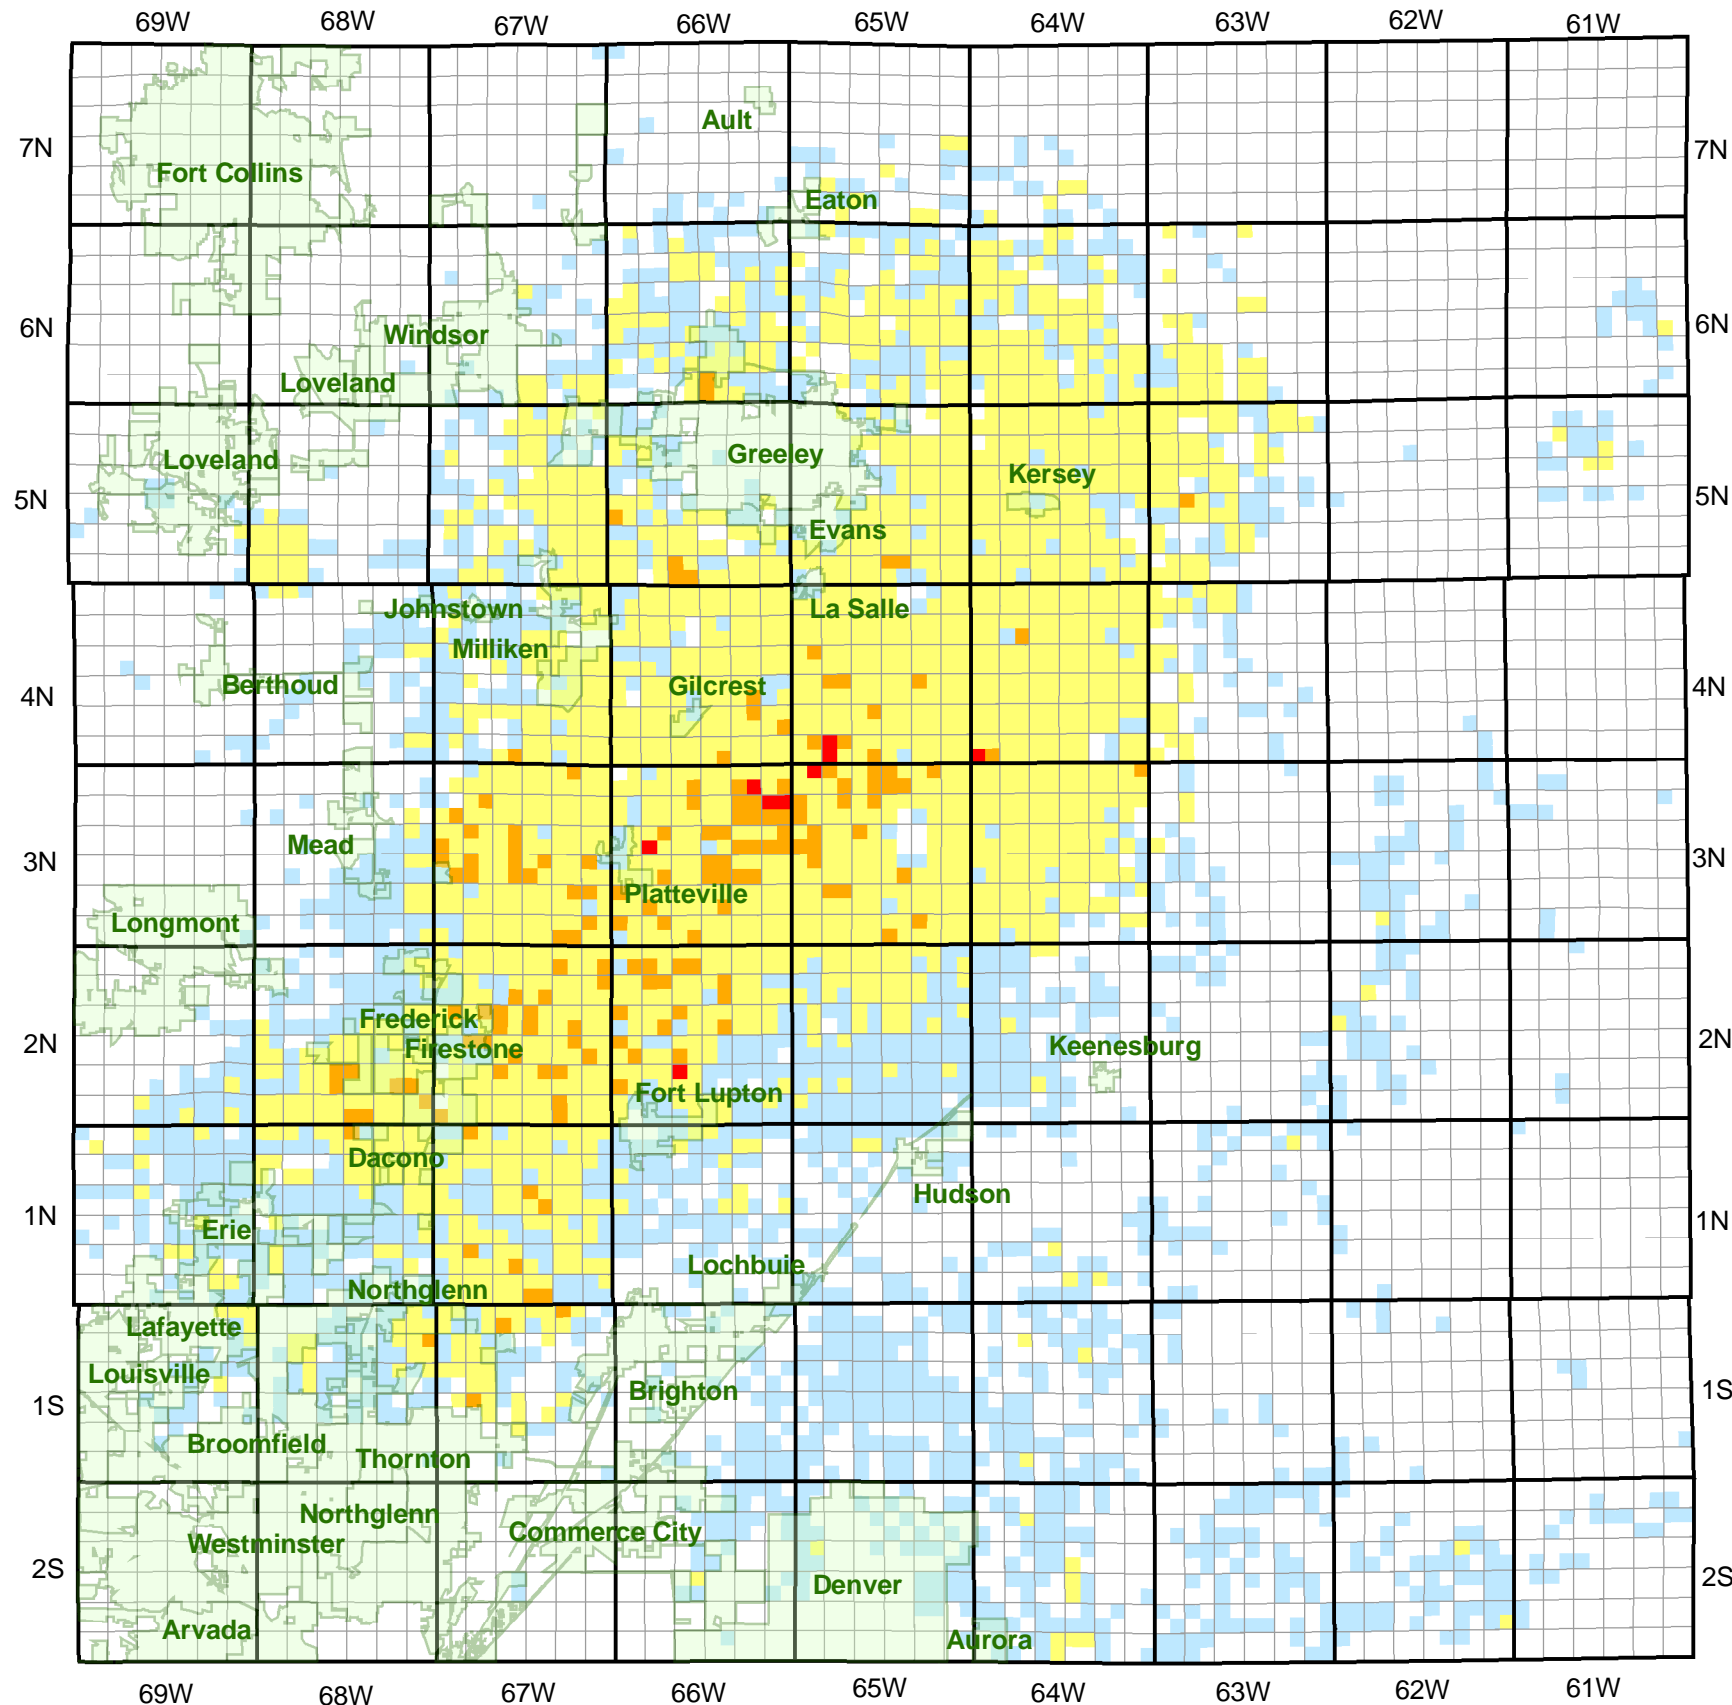 69W 68W 67W 66W 65W 64W 63W 62W 61W
Ault
7N 7N
Fort Collins
Eaton
6N 6N
Windsor
Loveland
Greeley
Loveland
Kersey
5N 5N
Evans
Johnstown La Salle
Milliken
Berthoud Gilcrest
4N 4N
Mead
3N 3N
Platteville
Longmont
Frederick
2N Firestone Keenesburg 2N
Fort Lupton
Dacono
Hudson
1N 1N
Erie
Lochbuie
Northglenn
Lafayette
Louisville
Brighton
1S 1S
Broomfield
Thornton
Northglenn
Westminster Commerce City
2S 2S
Denver
Arvada
Aurora
69W 68W 67W 66W 65W 64W 63W 62W 61W